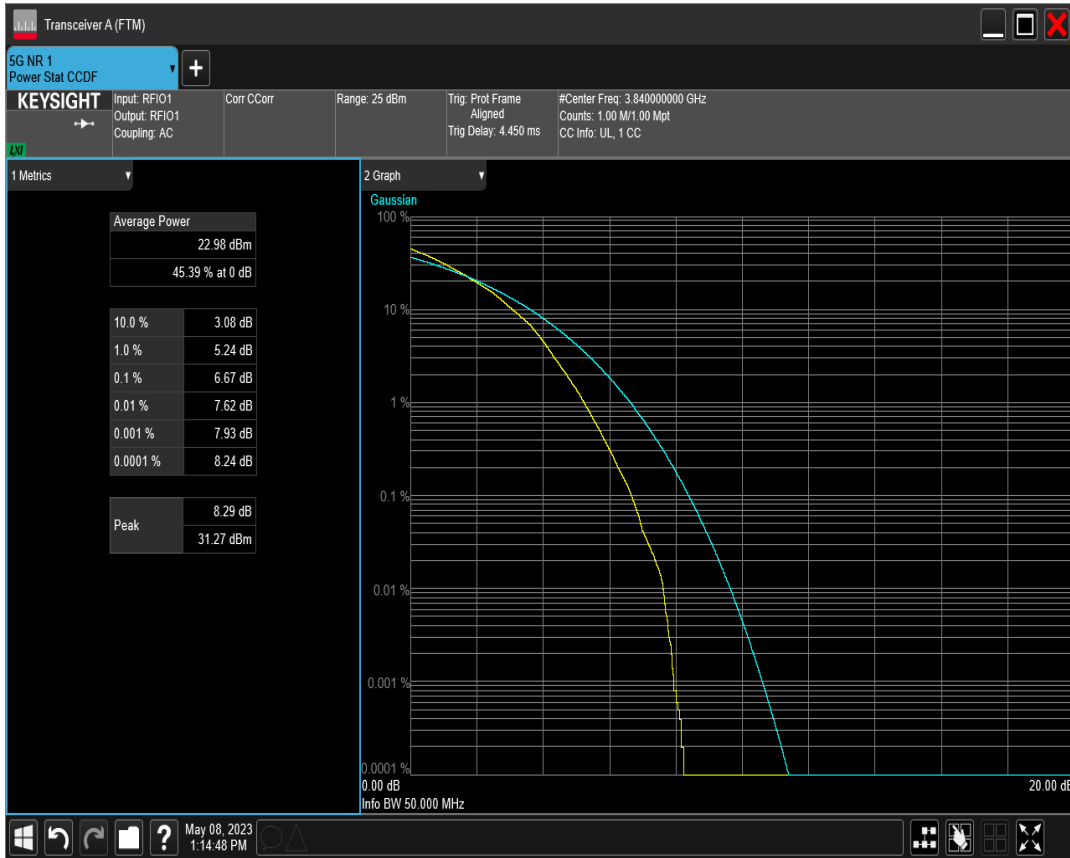 Transceiver A (FTM)
5G NR 1
Power Stat CCDF
+
KEYSIGHT
LXI
Input: RFIO1
Output: RFIO1
Coupling: AC
Corr CCorr
Range: 25 dBm
Trig: Prot Frame
Aligned
Trig Delay: 4.450 ms
#Center Freq: 3.840000000 GHz
Counts: 1.00 M/1.00 Mpt
CC Info: UL, 1 CC
1 Metrics
Average Power
22.98 dBm
45.39 % at 0 dB
10.0 % 3.08 dB
1.0 % 5.24 dB
0.1 % 6.67 dB
0.01 % 7.62 dB
0.001 % 7.93 dB
0.0001 % 8.24 dB
Peak
8.29 dB
31.27 dBm
2 Graph
Gaussian
100 %
10 %
1 %
0.1 %
0.01 %
0.001 %
0.0001 %
0.00 dB
20.00 dB
Info BW 50.000 MHz
?
May 08, 2023
1:14:48 PM